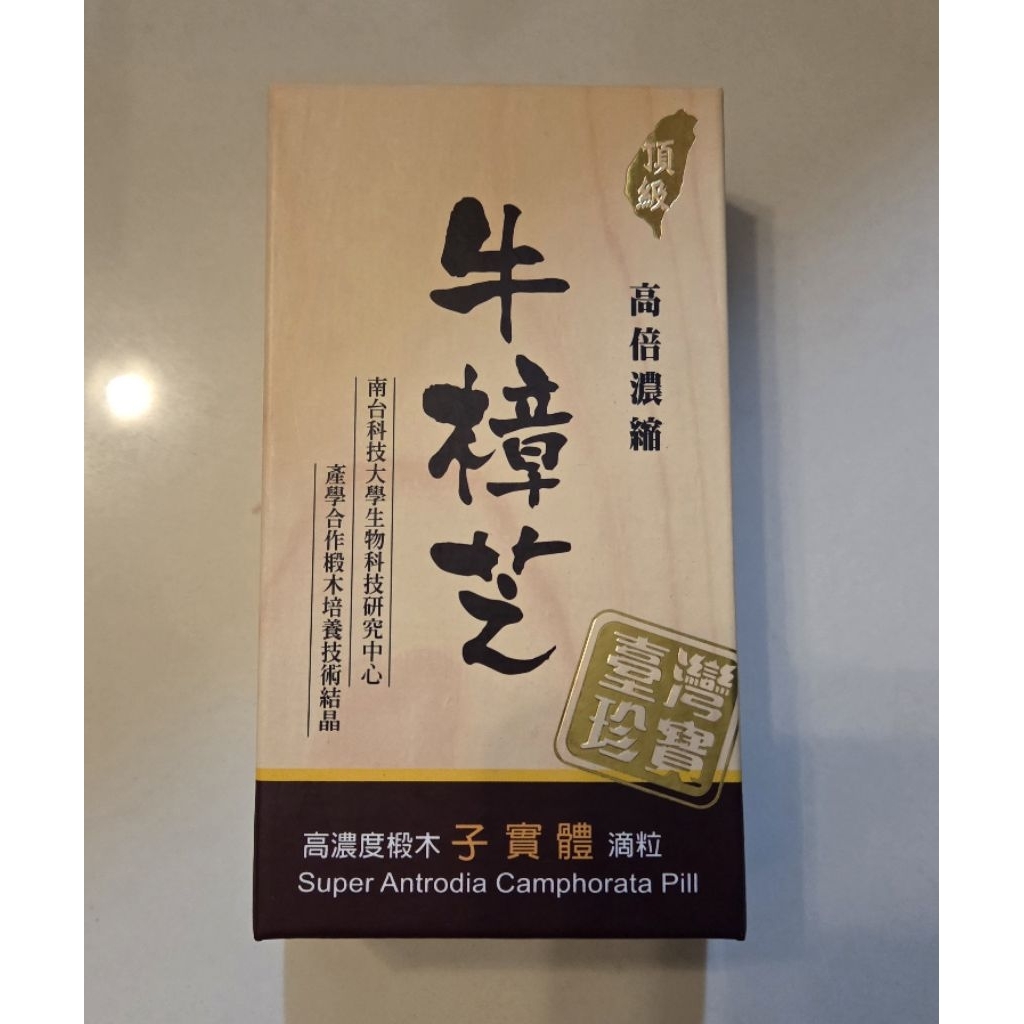 頂級
高倍濃縮
牛樟芝
南台科技大學生物科技研究中心
產學合作椴木培養技術結晶
臺灣
珍寶
高濃度椴木子實體滴粒
Super Antrodia Camphorata Pill